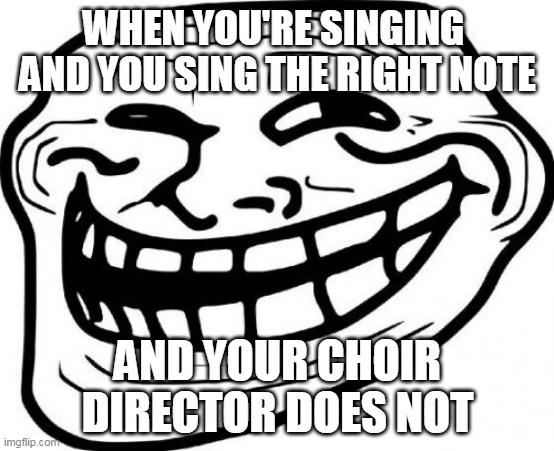 WHEN YOU'RE SINGING
AND YOU SING THE RIGHT NOTE
AND YOUR CHOIR
DIRECTOR DOES NOT
imgflip.com